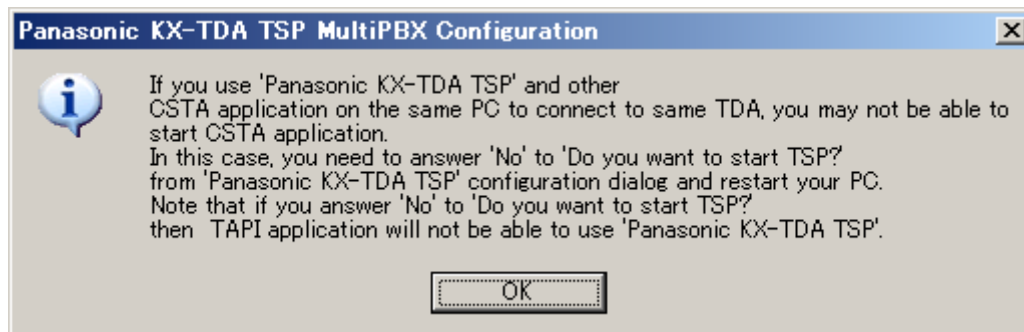 Panasonic KX-TDA TSP MultiPBX Configuration
If you use 'Panasonic KX-TDA TSP' and other
CSTA application on the same PC to connect to same TDA, you may not be able to
start CSTA application.
In this case, you need to answer 'No' to 'Do you want to start TSP?'
from 'Panasonic KX-TDA TSP' configuration dialog and restart your PC.
Note that if you answer 'No' to 'Do you want to start TSP?'
then  TAPI application will not be able to use 'Panasonic KX-TDA TSP'.
OK